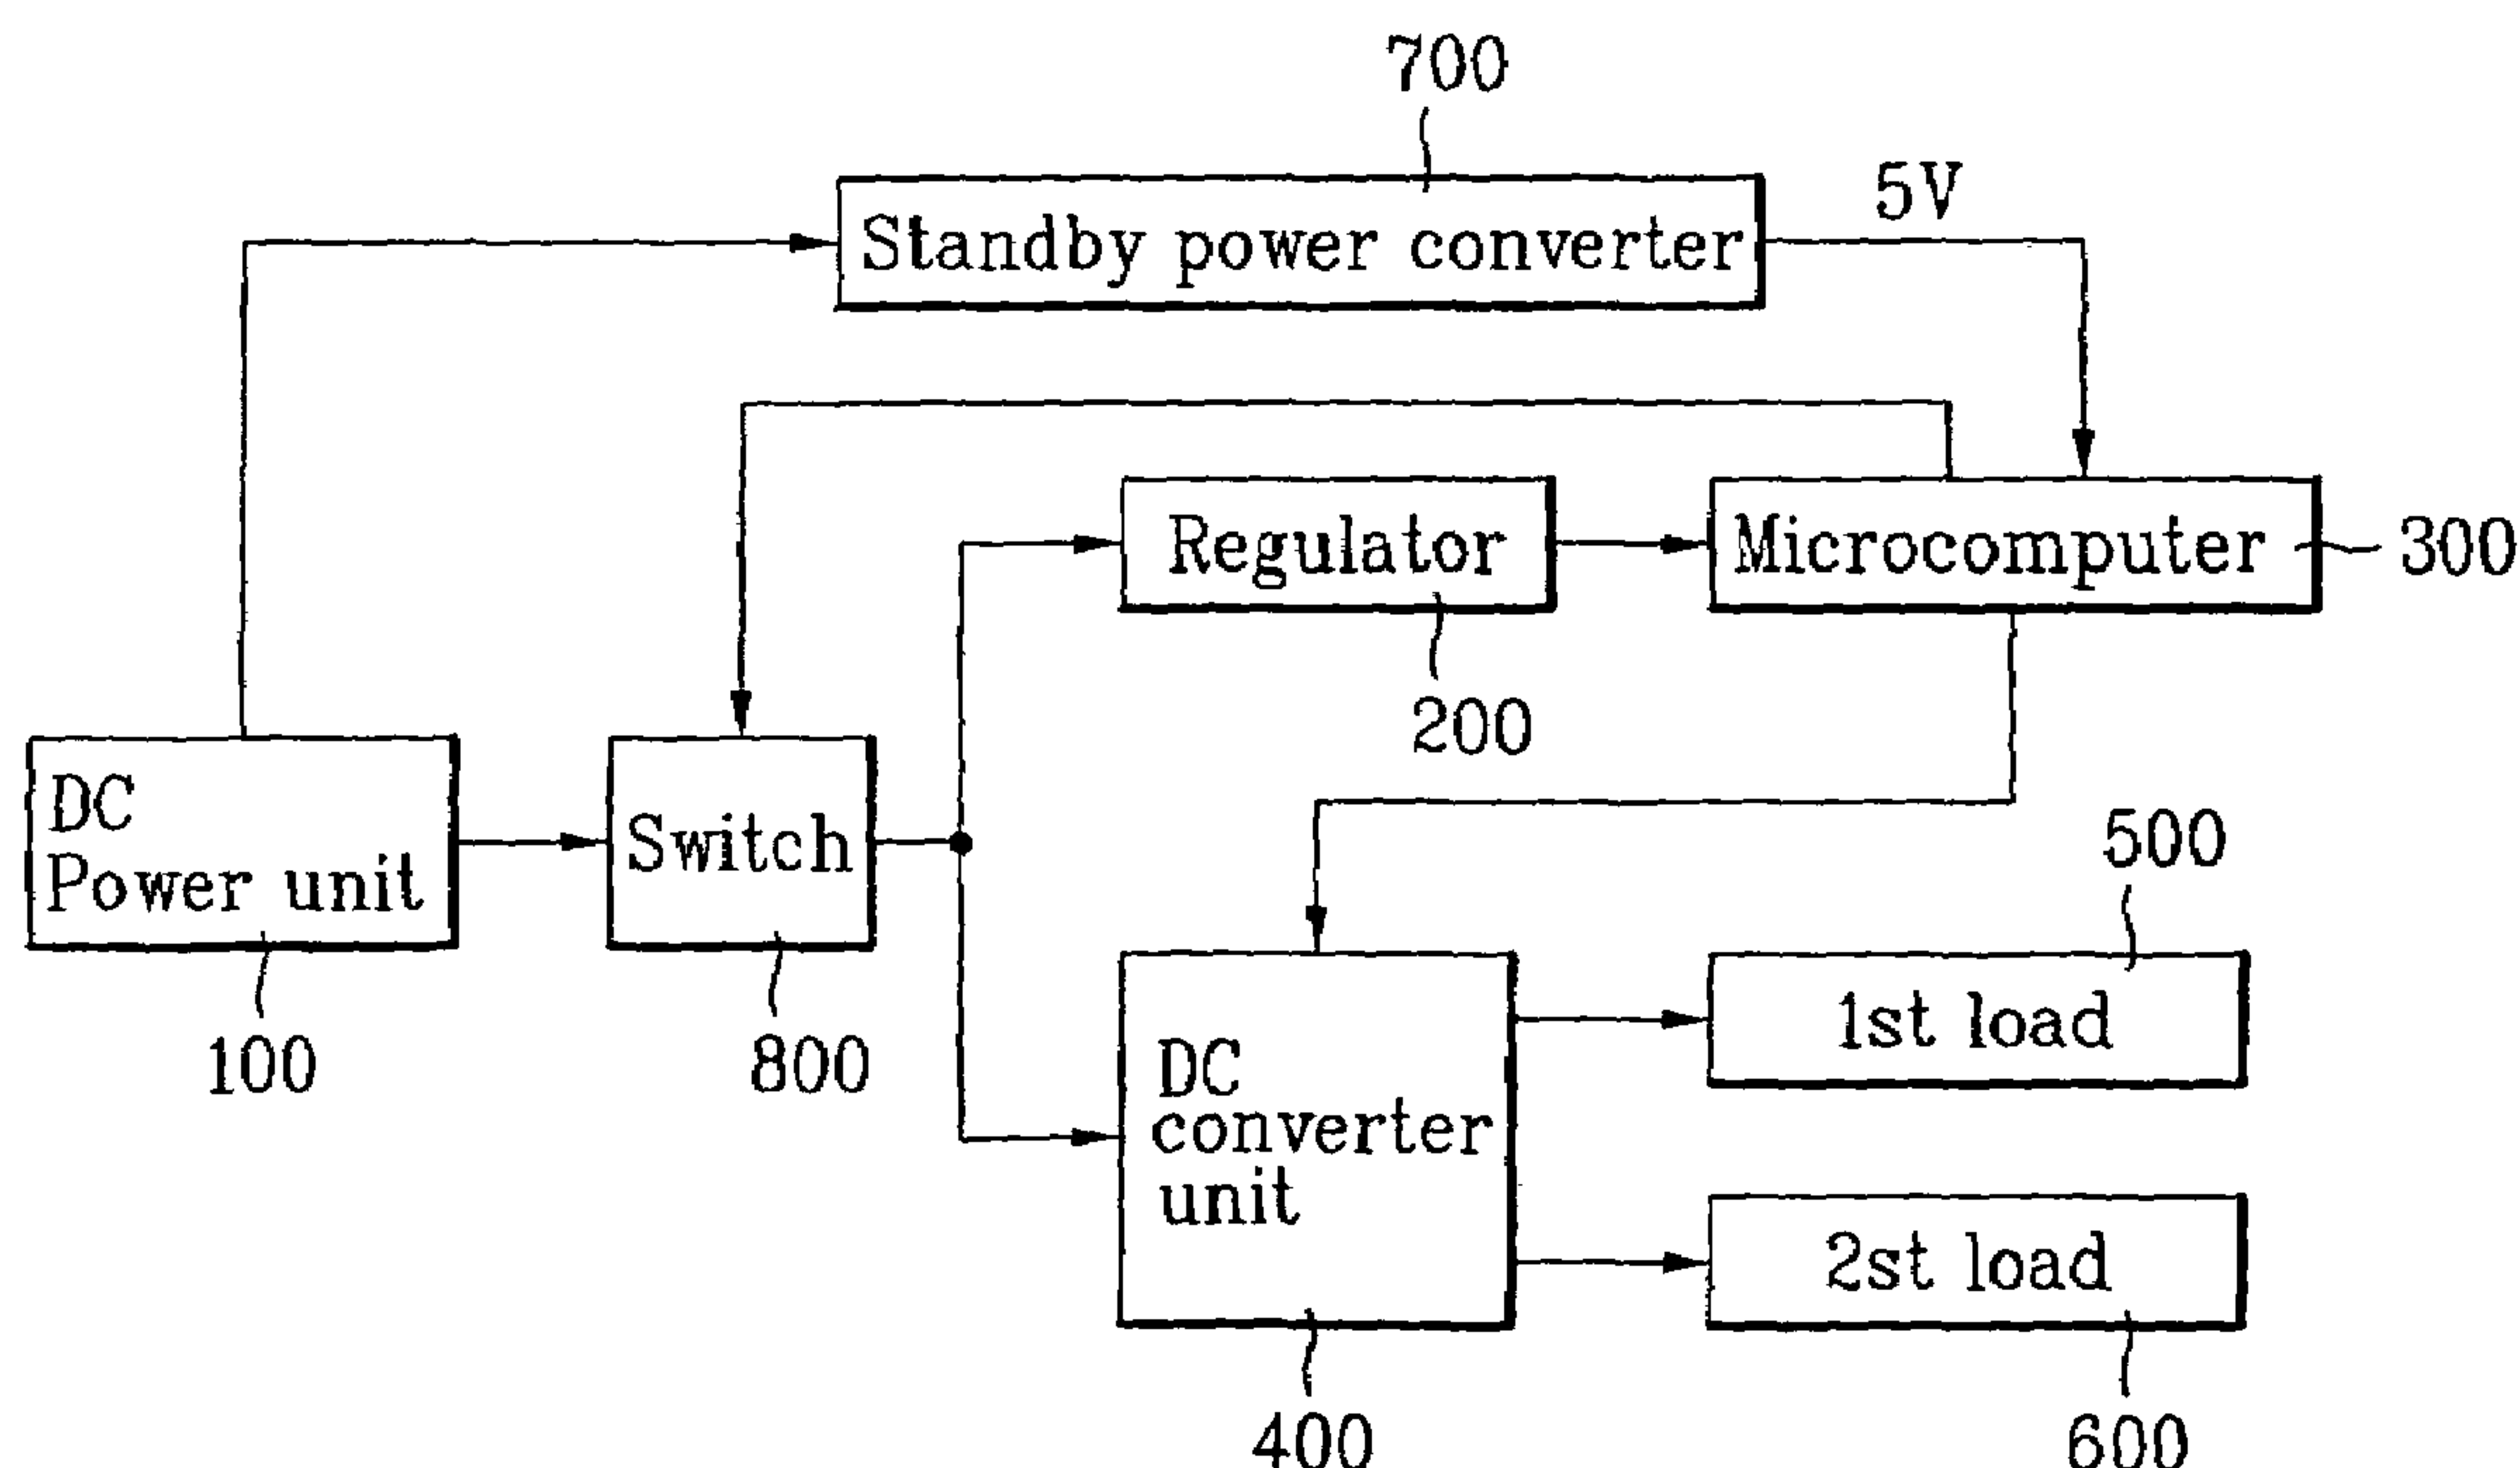 700
Standby power converter
5V
Regulator
Microcomputer
300
200
DC
Power unit
Switch
100
800
500
DC
converter
unit
1st load
2st load
400
600